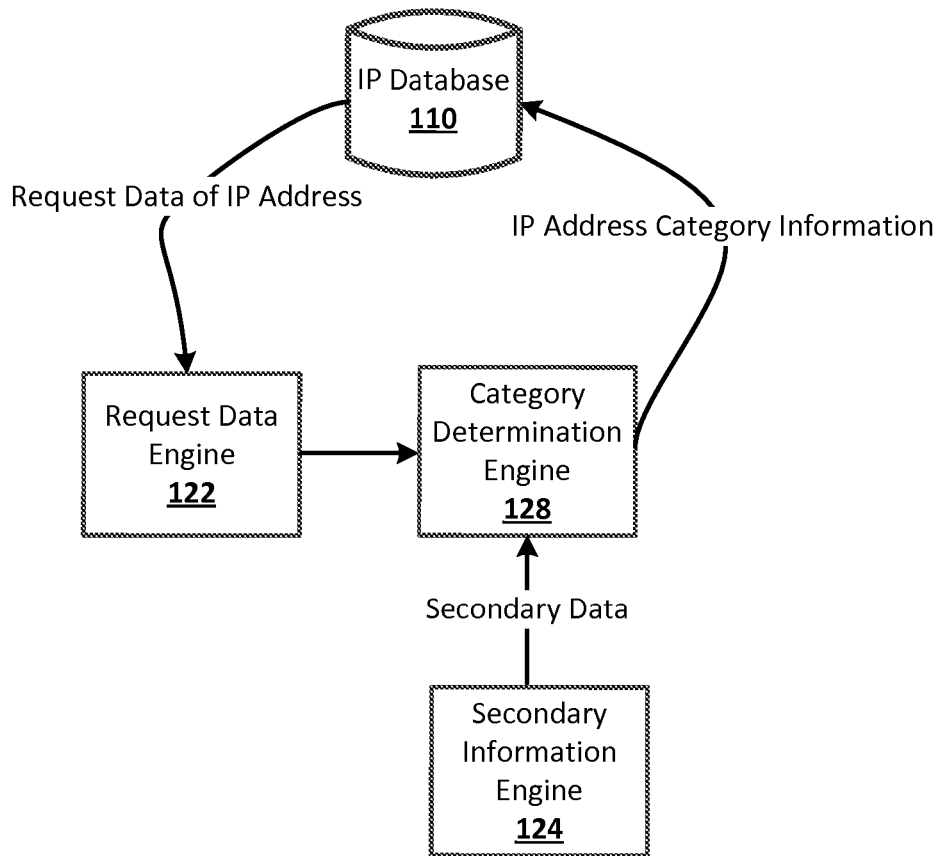 IP Database
110
Request Data of IP Address
IP Address Category Information
Request Data
Engine
122
Category
Determination
Engine
128
Secondary Data
Secondary
Information
Engine
124